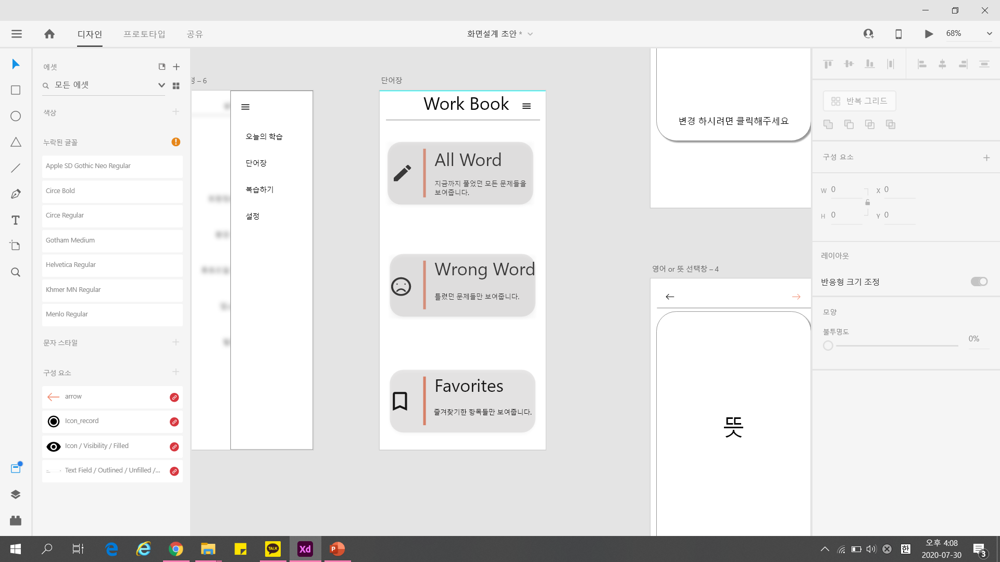 디자인
프로토타입
공유
화면설계 초안 *
68%
에셋
모든 에셋
색상
누락된 글꼴
Apple SD Gothic Neo Regular
Circe Bold
Circe Regular
Gotham Medium
Helvetica Regular
Khmer MN Regular
Menlo Regular
문자 스타일
구성 요소
arrow
Icon_record
Icon / Visibility / Filled
Text Field / Outlined / Unfilled /...
정 – 6
오늘의 학습
단어장
복습하기
설정
단어장
Work Book
All Word
지금까지 풀었던 모든 문제들을
보여줍니다.
Wrong Word
틀렸던 문제들만 보여줍니다.
Favorites
즐겨찾기한 항목들만 보여줍니다.
변경 하시려면 클릭해주세요
영어 or 뜻 선택창 – 4
뜻
반복 그리드
구성 요소
W 0
X 0
H 0
Y 0
레이아웃
반응형 크기 조정
모양
불투명도
0%
TALK
Xd
P
한
오후 4:08
2020-07-30
3